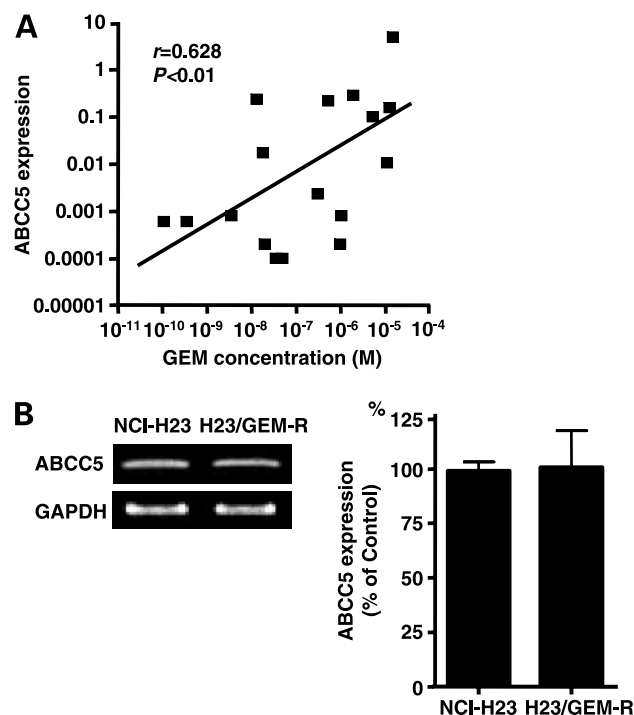 A
r=0.628
P<0.01
ABCC5 expression
10
1
0.1
0.01
0.001
0.0001
0.00001
10-11 10-10 10-9 10-8 10-7 10-6 10-5 10-4
GEM concentration (M)
B
NCI-H23 H23/GEM-R
ABCC5
GAPDH
%
ABCC5 expression
(% of Control)
125
100
75
50
25
0
NCI-H23 H23/GEM-R